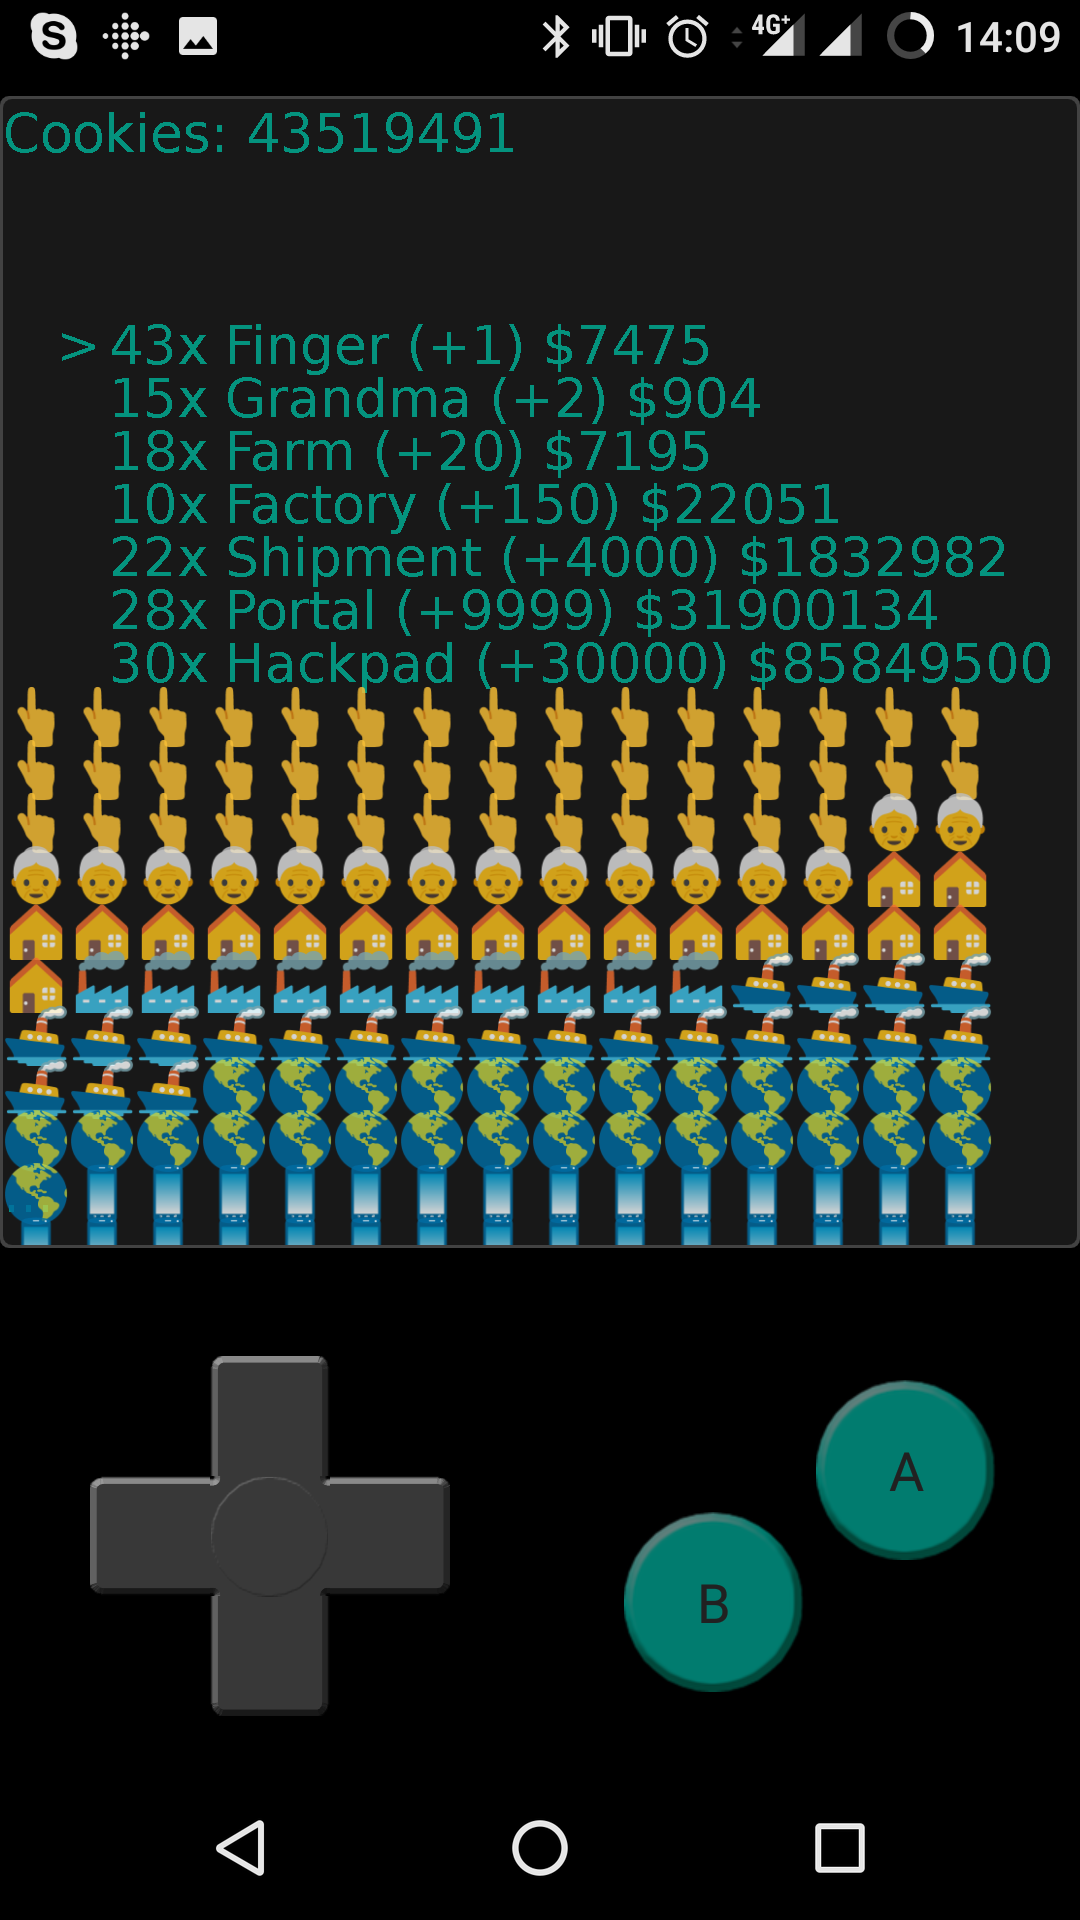 4G+ 14:09
Cookies: 43519491
> 43x Finger (+1) $7475
15x Grandma (+2) $904
18x Farm (+20) $7195
10x Factory (+150) $22051
22x Shipment (+4000) $1832982
28x Portal (+9999) $31900134
30x Hackpad (+30000) $85849500
A
B